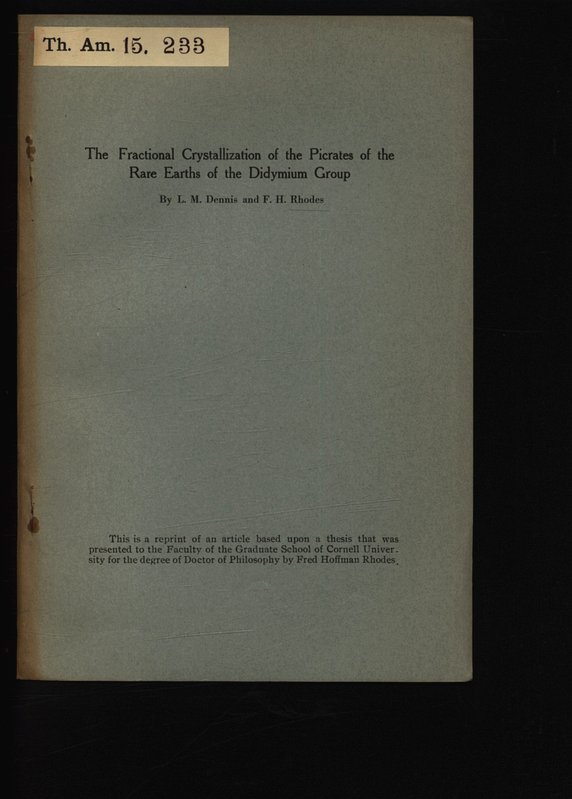 Th. Am. 15. 233
The Fractional Crystallization of the Picrates of the
Rare Earths of the Didymium Group
By L. M. Dennis and F. H. Rhodes
This is a reprint of an article based upon a thesis that was
presented to the Faculty of the Graduate School of Cornell Univer-
sity for the degree of Doctor of Philosophy by Fred Hoffman Rhodes.